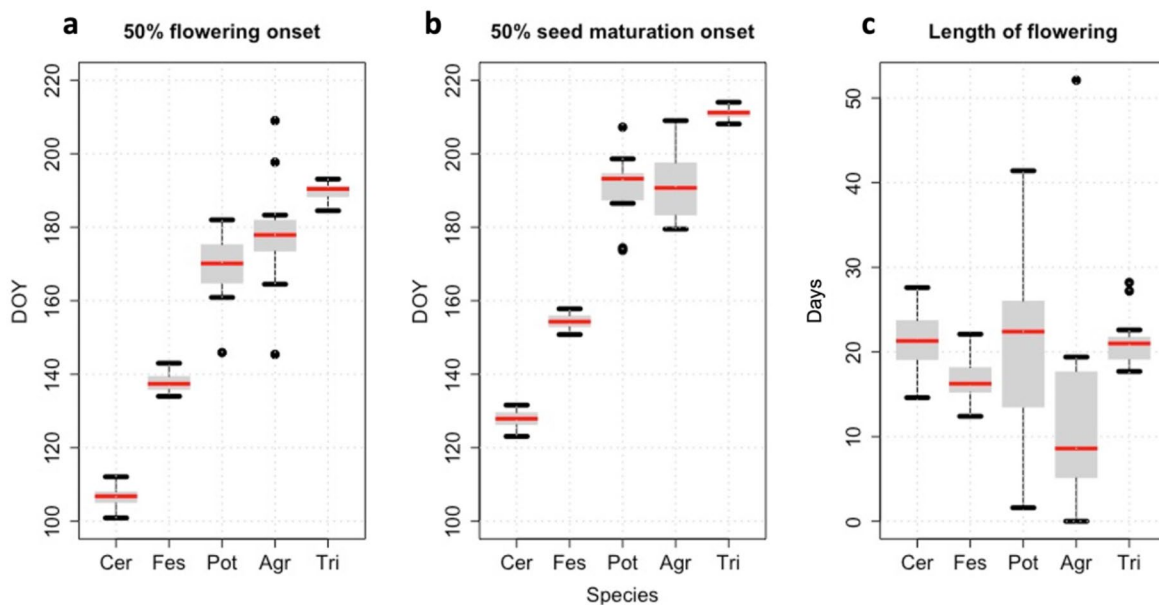 a 50% flowering onset
DOY
220
200
180
160
140
120
100
Cer Fes Pot Agr Tri
b 50% seed maturation onset
DOY
220
200
180
160
140
120
100
Cer Fes Pot Agr Tri
Species
c Length of flowering
Days
50
40
30
20
10
0
Cer Fes Pot Agr Tri